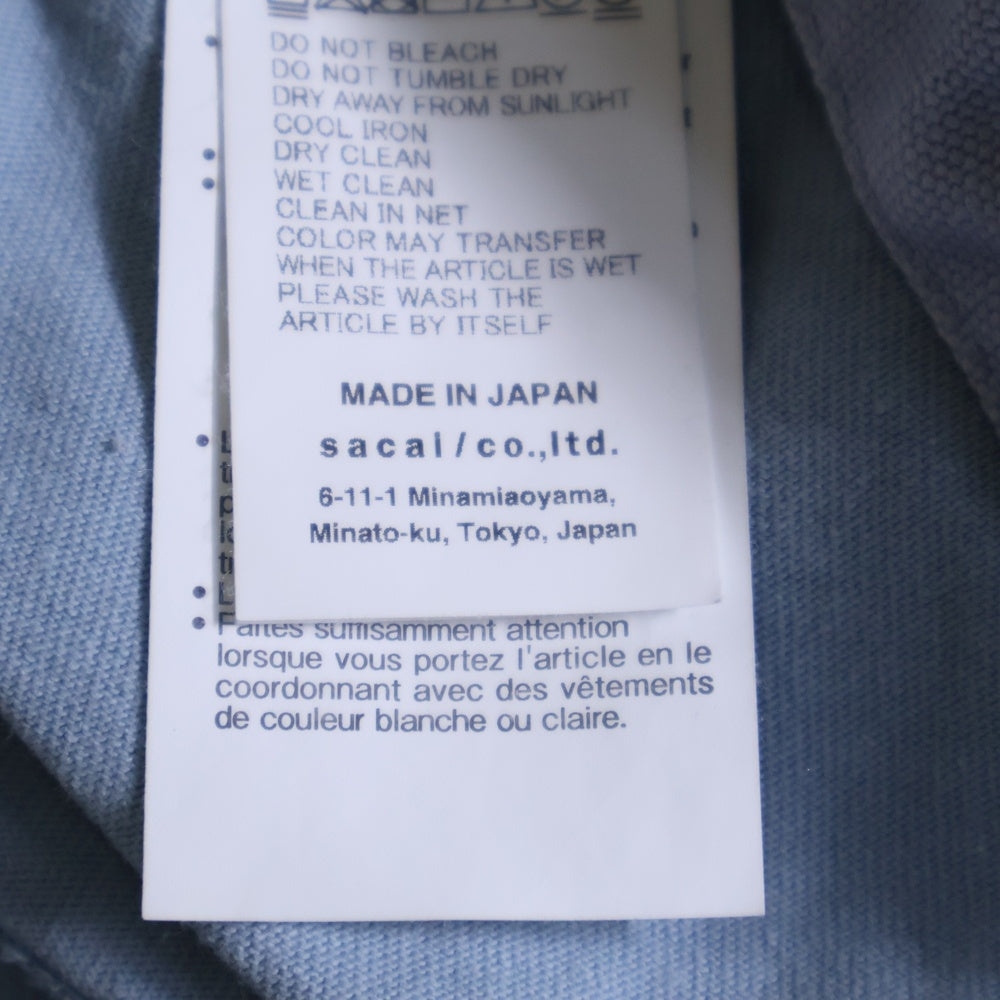 DO NOT BLEACH
DO NOT TUMBLE DRY
DRY AWAY FROM SUNLIGHT
COOL IRON
DRY CLEAN
WET CLEAN
CLEAN IN NET
COLOR MAY TRANSFER
WHEN THE ARTICLE IS WET
PLEASE WASH THE
ARTICLE BY ITSELF
MADE IN JAPAN
sacai/co.,ltd.
6-11-1 Minamiaoyama,
Minato-ku, Tokyo, Japan
Faites suffisamment attention
lorsque vous portez l'article en le
coordonnant avec des vêtements
de couleur blanche ou claire.